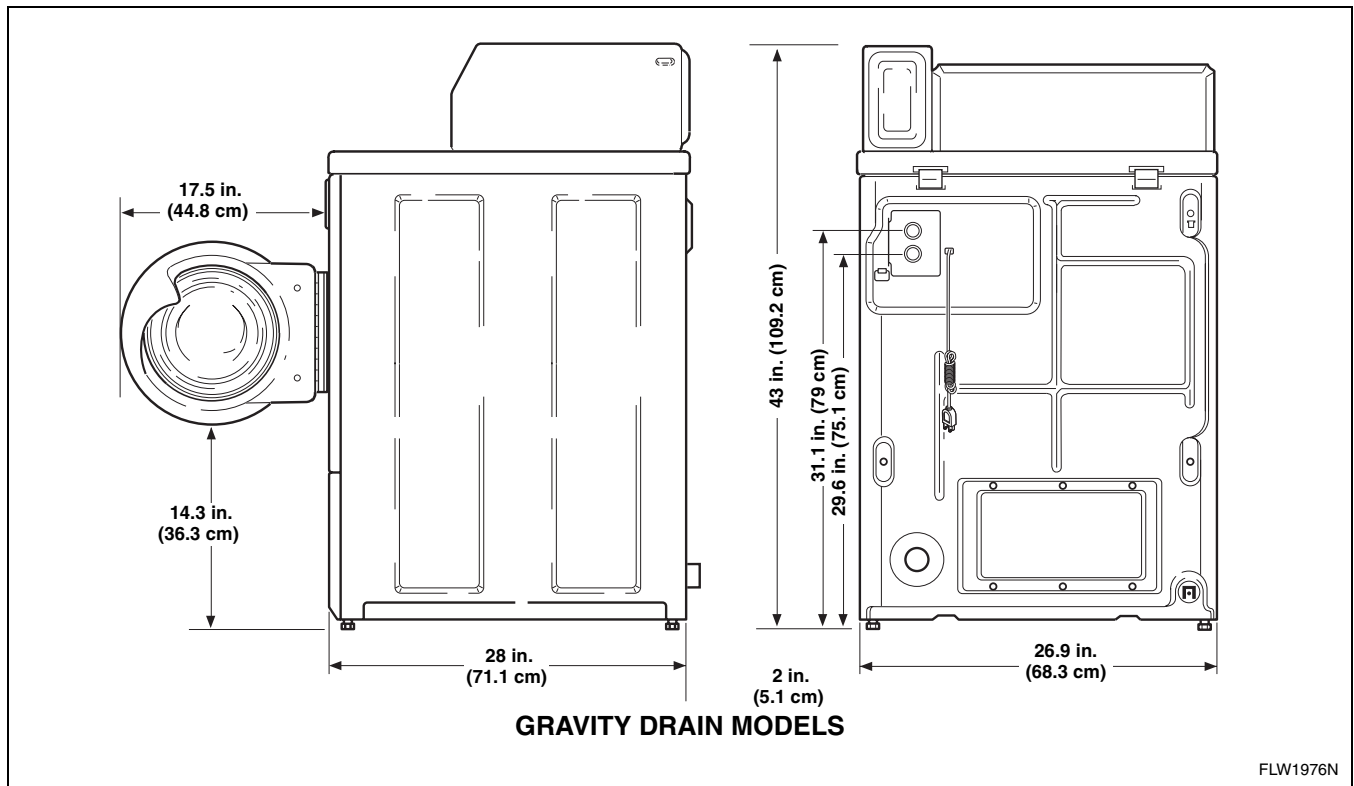 17.5 in.
(44.8 cm)
14.3 in.
(36.3 cm)
28 in.
(71.1 cm)
43 in. (109.2 cm)
31.1 in. (79 cm)
29.6 in. (75.1 cm)
2 in.
(5.1 cm)
26.9 in.
(68.3 cm)
GRAVITY DRAIN MODELS
FLW1976N